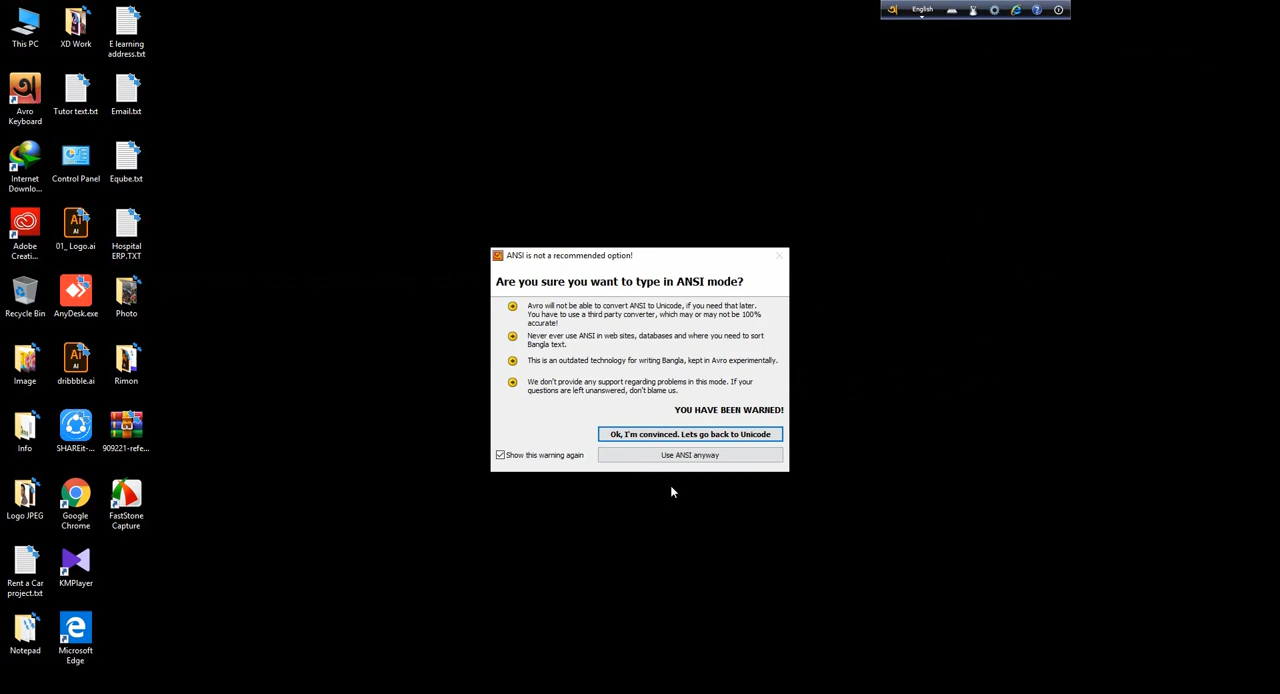 This PC
XD Work
E learning
address.txt
Avro
Keyboard
Tutor text.txt
Email.txt
Internet
Downlo...
Control Panel
Eqube.txt
Adobe
Creati...
01_ Logo.ai
Hospital
ERP.TXT
Recycle Bin
AnyDesk.exe
Photo
Image
dribbble.ai
Rimon
Info
SHAREit-...
909221-refe...
Logo JPEG
Google
Chrome
FastStone
Capture
Rent a Car
project.txt
KMPlayer
Notepad
Microsoft
Edge
অ English
ANSI is not a recommended option!
Are you sure you want to type in ANSI mode?
Avro will not be able to convert ANSI to Unicode, if you need that later.
You have to use a third party converter, which may or may not be 100%
accurate!
Never ever use ANSI in web sites, databases and where you need to sort
Bangla text.
This is an outdated technology for writing Bangla, kept in Avro experimentally.
We don't provide any support regarding problems in this mode. If your
questions are left unanswered, don't blame us.
YOU HAVE BEEN WARNED!
Ok, I'm convinced. Lets go back to Unicode
Show this warning again
Use ANSI anyway